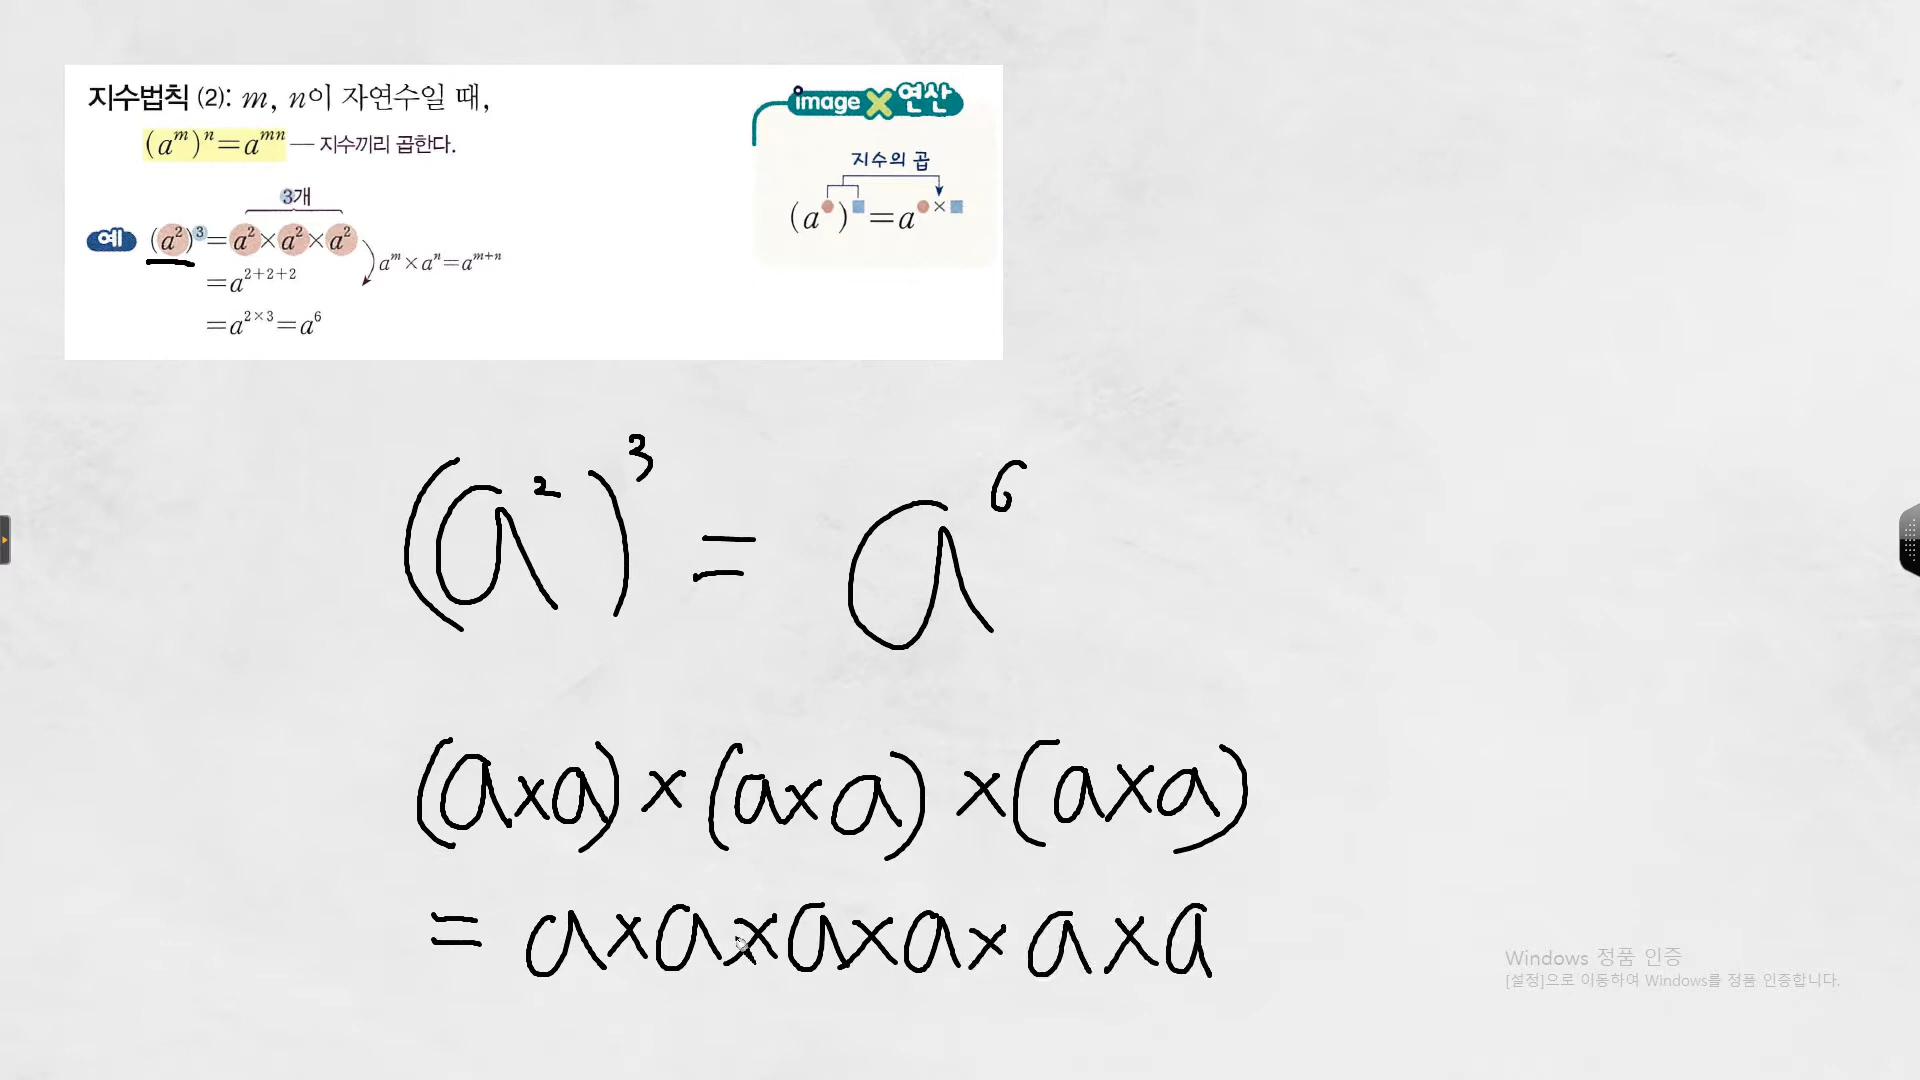 지수법칙 (2): m, n이 자연수일 때,
(a^m)^n=a^{mn} — 지수끼리 곱한다.
3개
예 (a²)³=a²×a²×a²
a^m×a^n=a^{m+n}
=a^{2+2+2}
=a^{2×3}=a⁶
image X 연산
지수의 곱
(a^●)^■=a^{●×■}
(a²)³ = a⁶
(a×a)×(a×a)×(a×a)
= a×a×a×a×a×a
Windows 정품 인증
[설정]으로 이동하여 Windows를 정품 인증합니다.